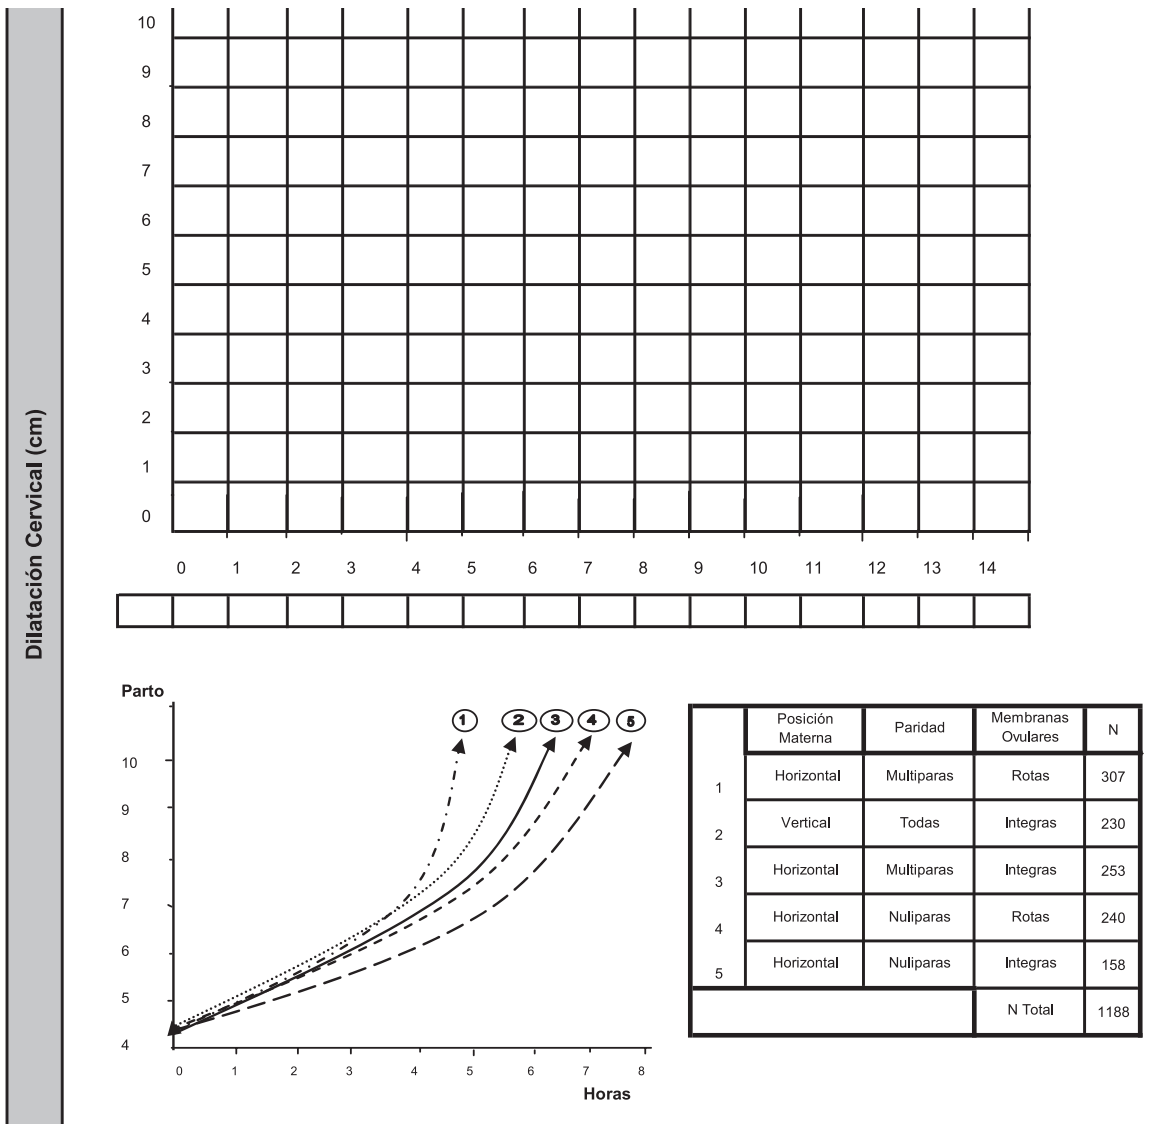 Dilatación Cervical (cm)
10
9
8
7
6
5
4
3
2
1
0
0 1 2 3 4 5 6 7 8 9 10 11 12 13 14
Parto
1 2 3 4 5
10
9
8
7
6
5
4
0 1 2 3 4 5 6 7 8
Horas
Posición Materna Paridad Membranas Ovulares N
1 Horizontal Multiparas Rotas 307
2 Vertical Todas Integras 230
3 Horizontal Multiparas Integras 253
4 Horizontal Nuliparas Rotas 240
5 Horizontal Nuliparas Integras 158
N Total 1188